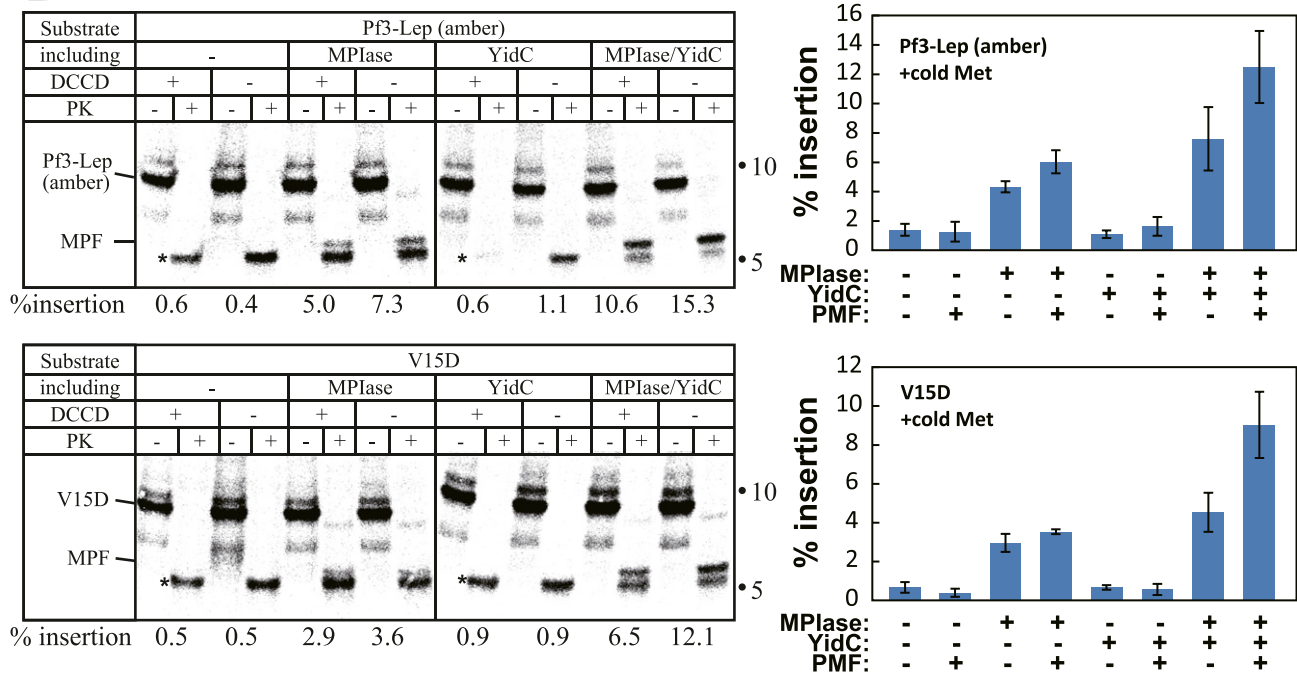 Substrate Pf3-Lep (amber)
including - MPIase YidC MPIase/YidC
DCCD + - + - + - + -
PK - + - + - + - + - + - + - + - +
Pf3-Lep
(amber)
MPF
*
*
• 10
• 5
%insertion 0.6 0.4 5.0 7.3 0.6 1.1 10.6 15.3
16
14
12
10
8
6
4
2
0
% insertion
Pf3-Lep (amber)
+cold Met
MPIase: - - + + - - + +
YidC: - - - - + + + +
PMF: - + - + - + - +
Substrate V15D
including - MPIase YidC MPIase/YidC
DCCD + - + - + - + -
PK - + - + - + - + - + - + - + - +
V15D
MPF
*
*
• 10
• 5
% insertion 0.5 0.5 2.9 3.6 0.9 0.9 6.5 12.1
12
10
8
6
4
2
0
% insertion
V15D
+cold Met
MPIase: - - + + - - + +
YidC: - - - - + + + +
PMF: - + - + - + - +